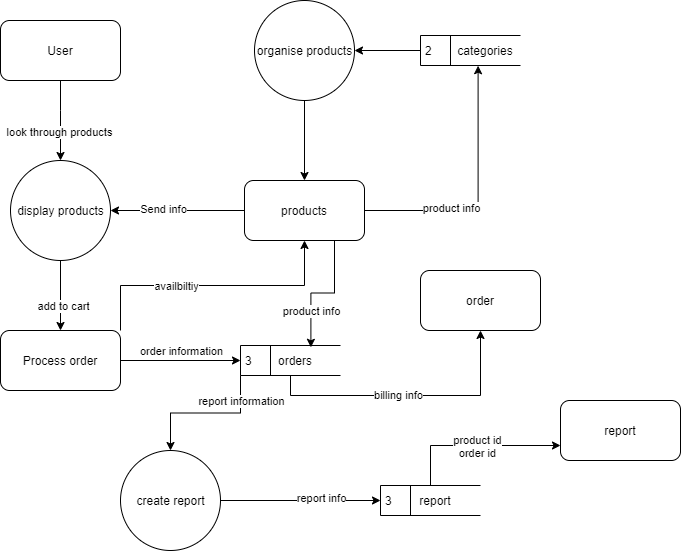 User
organise products
2
categories
look through products
display products
Send info
products
product info
availbiltiy
order
add to cart
product info
Process order
order information
3
orders
report information
billing info
report
product id
order id
create report
report info
3
report